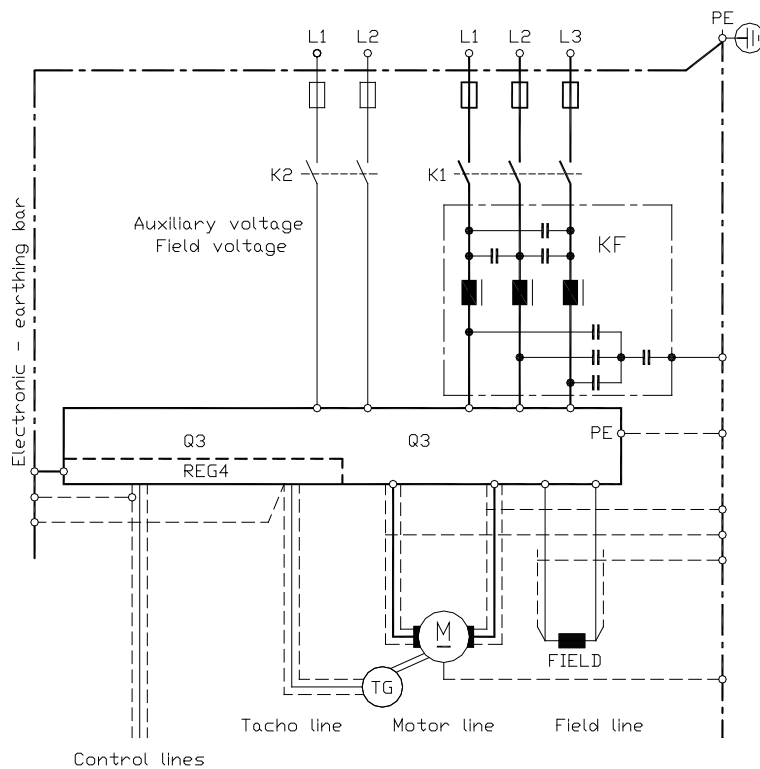 PE
L1 L2 L1 L2 L3
K2 K1
Auxiliary voltage
Field voltage
KF
Electronic - earthing bar
Q3 Q3 PE
REG4
M
FIELD
TG
Tacho line Motor line Field line
Control lines